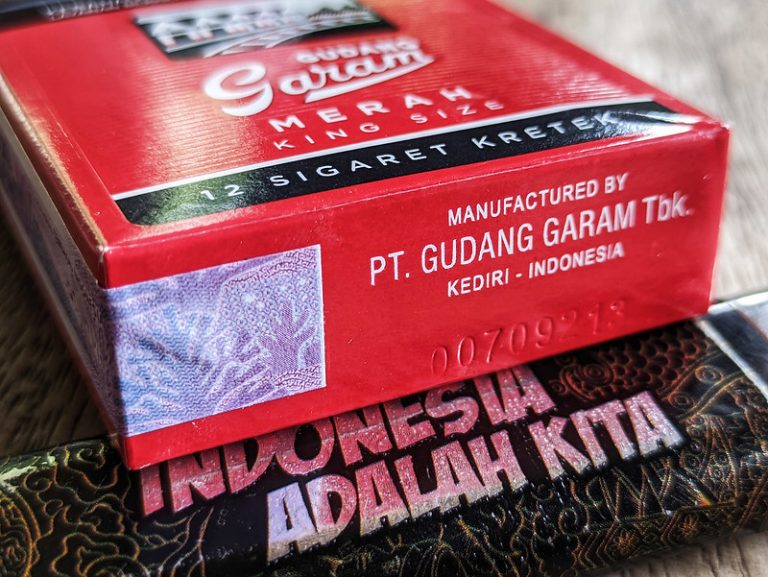 GUDANG
Garam
MERAH
KING SIZE
12 SIGARET KRETEK
MANUFACTURED BY
PT. GUDANG GARAM Tbk.
KEDIRI - INDONESIA
00709213
INDONESIA
ADALAH KITA